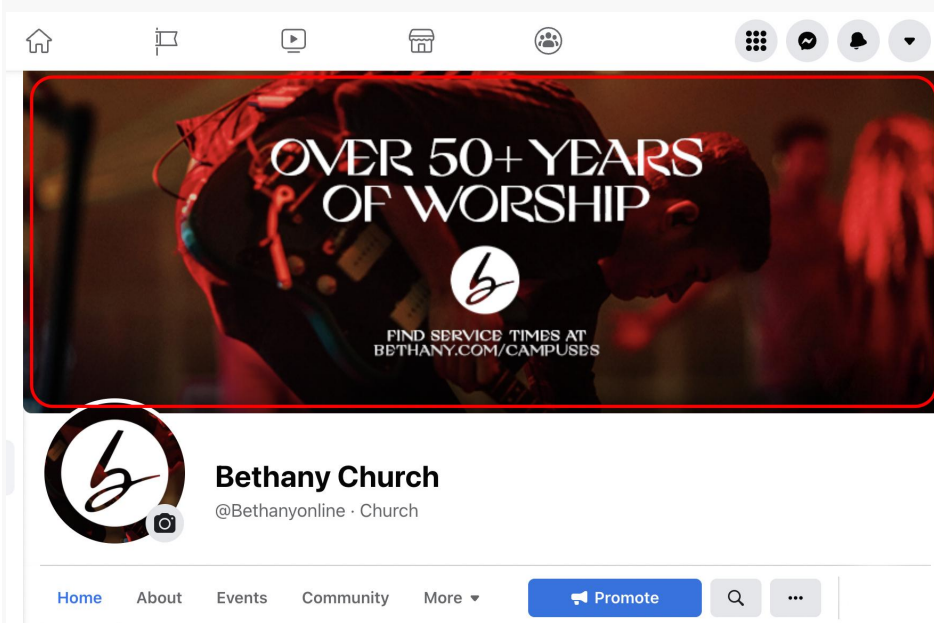 OVER 50+ YEARS
OF WORSHIP
b
FIND SERVICE TIMES AT
BETHANY.COM/CAMPUSES
b
Bethany Church
@Bethanyonline · Church
Home About Events Community More Promote